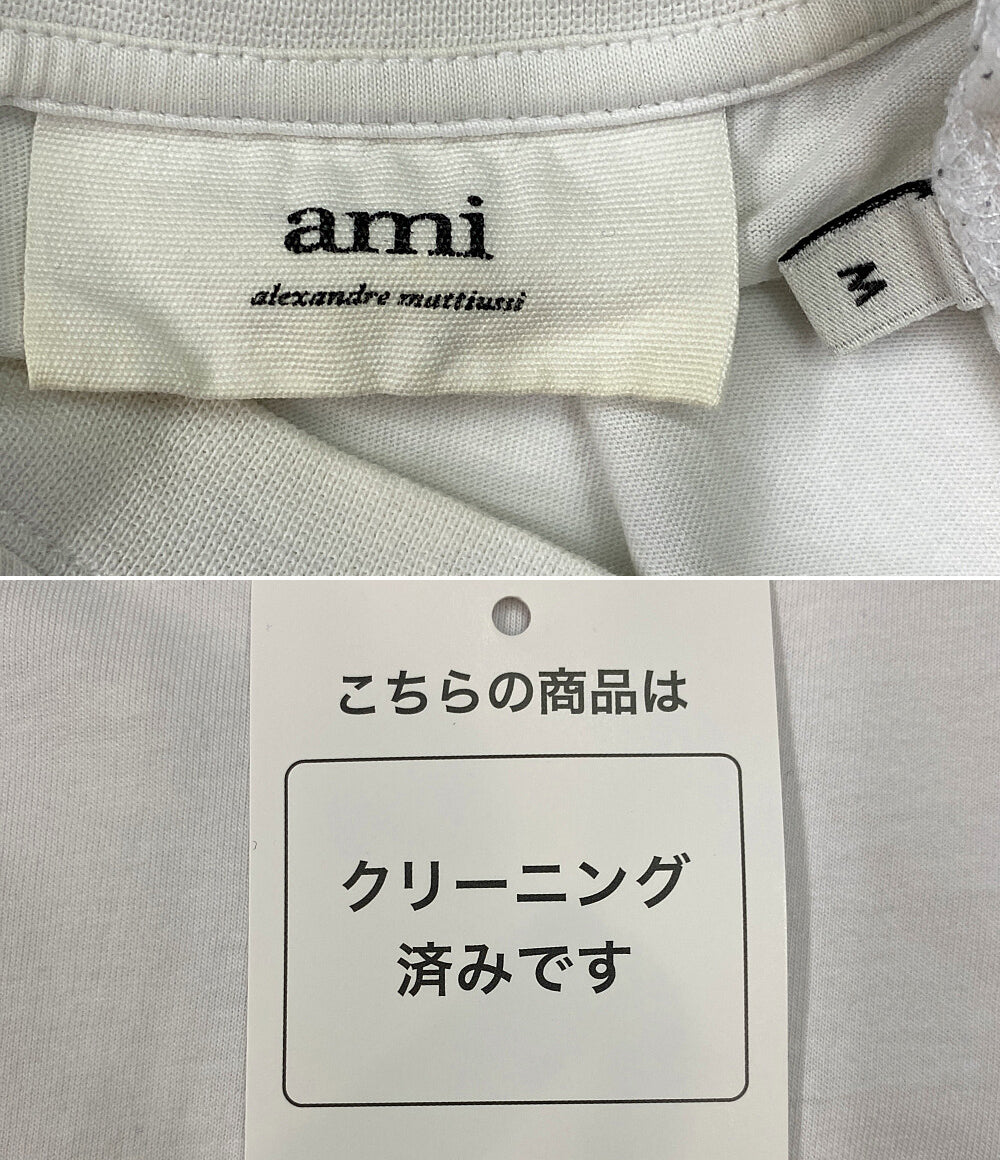 ami
alexandre mattiussi
M
こちらの商品は
クリーニング
済みです